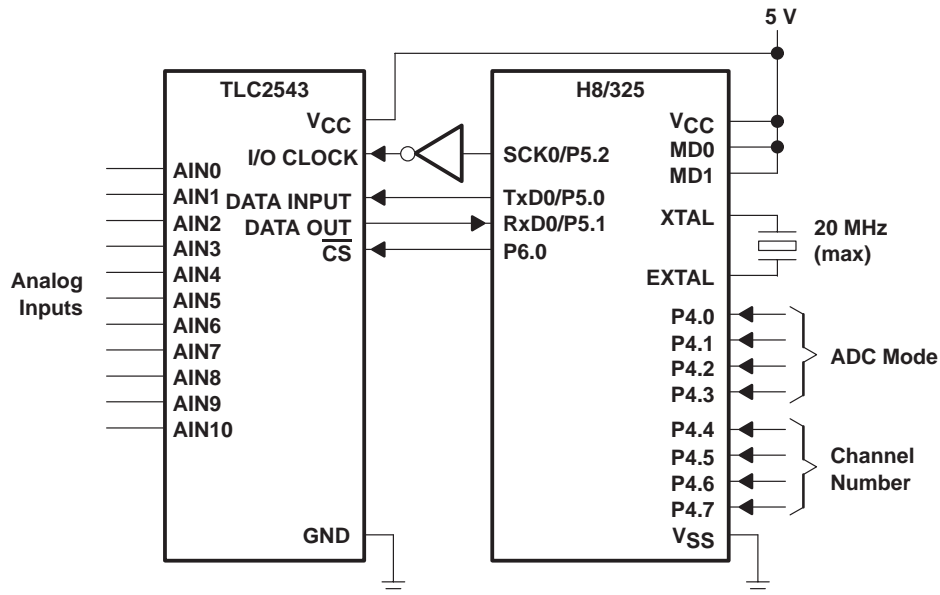 5 V
TLC2543
VCC
I/O CLOCK
DATA INPUT
DATA OUT
CS
AIN0
AIN1
AIN2
AIN3
AIN4
AIN5
AIN6
AIN7
AIN8
AIN9
AIN10
GND
Analog
Inputs
H8/325
SCK0/P5.2
TxD0/P5.0
RxD0/P5.1
P6.0
VCC
MD0
MD1
XTAL
EXTAL
20 MHz
(max)
P4.0
P4.1
P4.2
P4.3
ADC Mode
P4.4
P4.5
P4.6
P4.7
Channel
Number
VSS